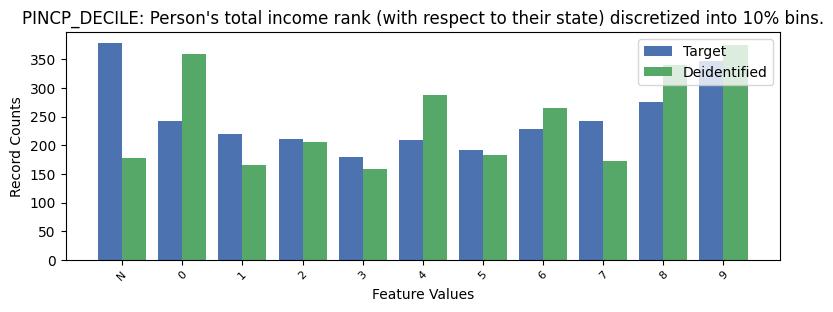 PINCP_DECILE: Person's total income rank (with respect to their state) discretized into 10% bins.
Target
Deidentified
350
300
250
200
150
100
50
0
Record Counts
N 0 1 2 3 4 5 6 7 8 9
Feature Values